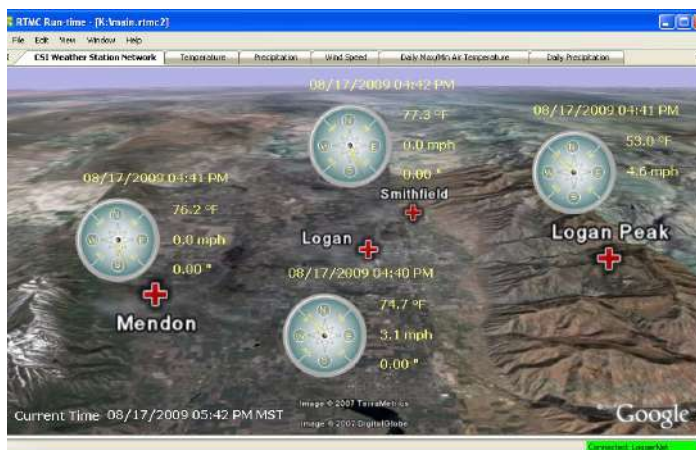 RTMC Run-time - [K:\main.rtmc2]
File Edit View Window Help
CSI Weather Station Network Temperature Precipitation Wind Speed Daily Max/Min Air Temperature Daily Precipitation
08/17/2009 04:42 PM
77.3 °F
0.0 mph
0.00 "
N
W E
S
Smithfield
08/17/2009 04:41 PM
53.0 °F
4.6 mph
N
W E
S
Logan Peak
08/17/2009 04:41 PM
76.2 °F
0.0 mph
0.00 "
N
W E
S
Mendon
Logan
08/17/2009 04:40 PM
74.7 °F
3.1 mph
0.00 "
N
W E
S
Image © 2007 TerraMetrics
Image © 2007 DigitalGlobe
Current Time 08/17/2009 05:42 PM MST
Google
Connected: LoggerNet